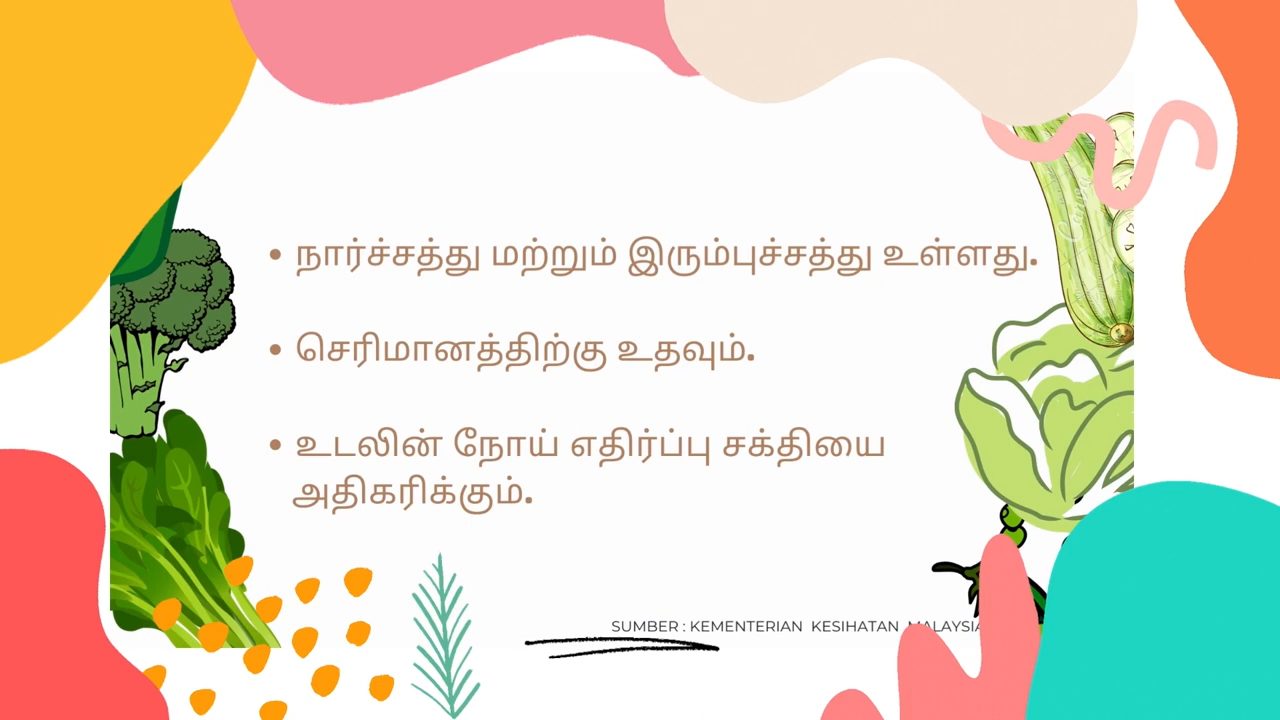 • நார்ச்சத்து மற்றும் இரும்புச்சத்து உள்ளது.
• செரிமானத்திற்கு உதவும்.
• உடலின் நோய் எதிர்ப்பு சக்தியை
அதிகரிக்கும்.
SUMBER : KEMENTERIAN KESIHATAN MALAYSIA